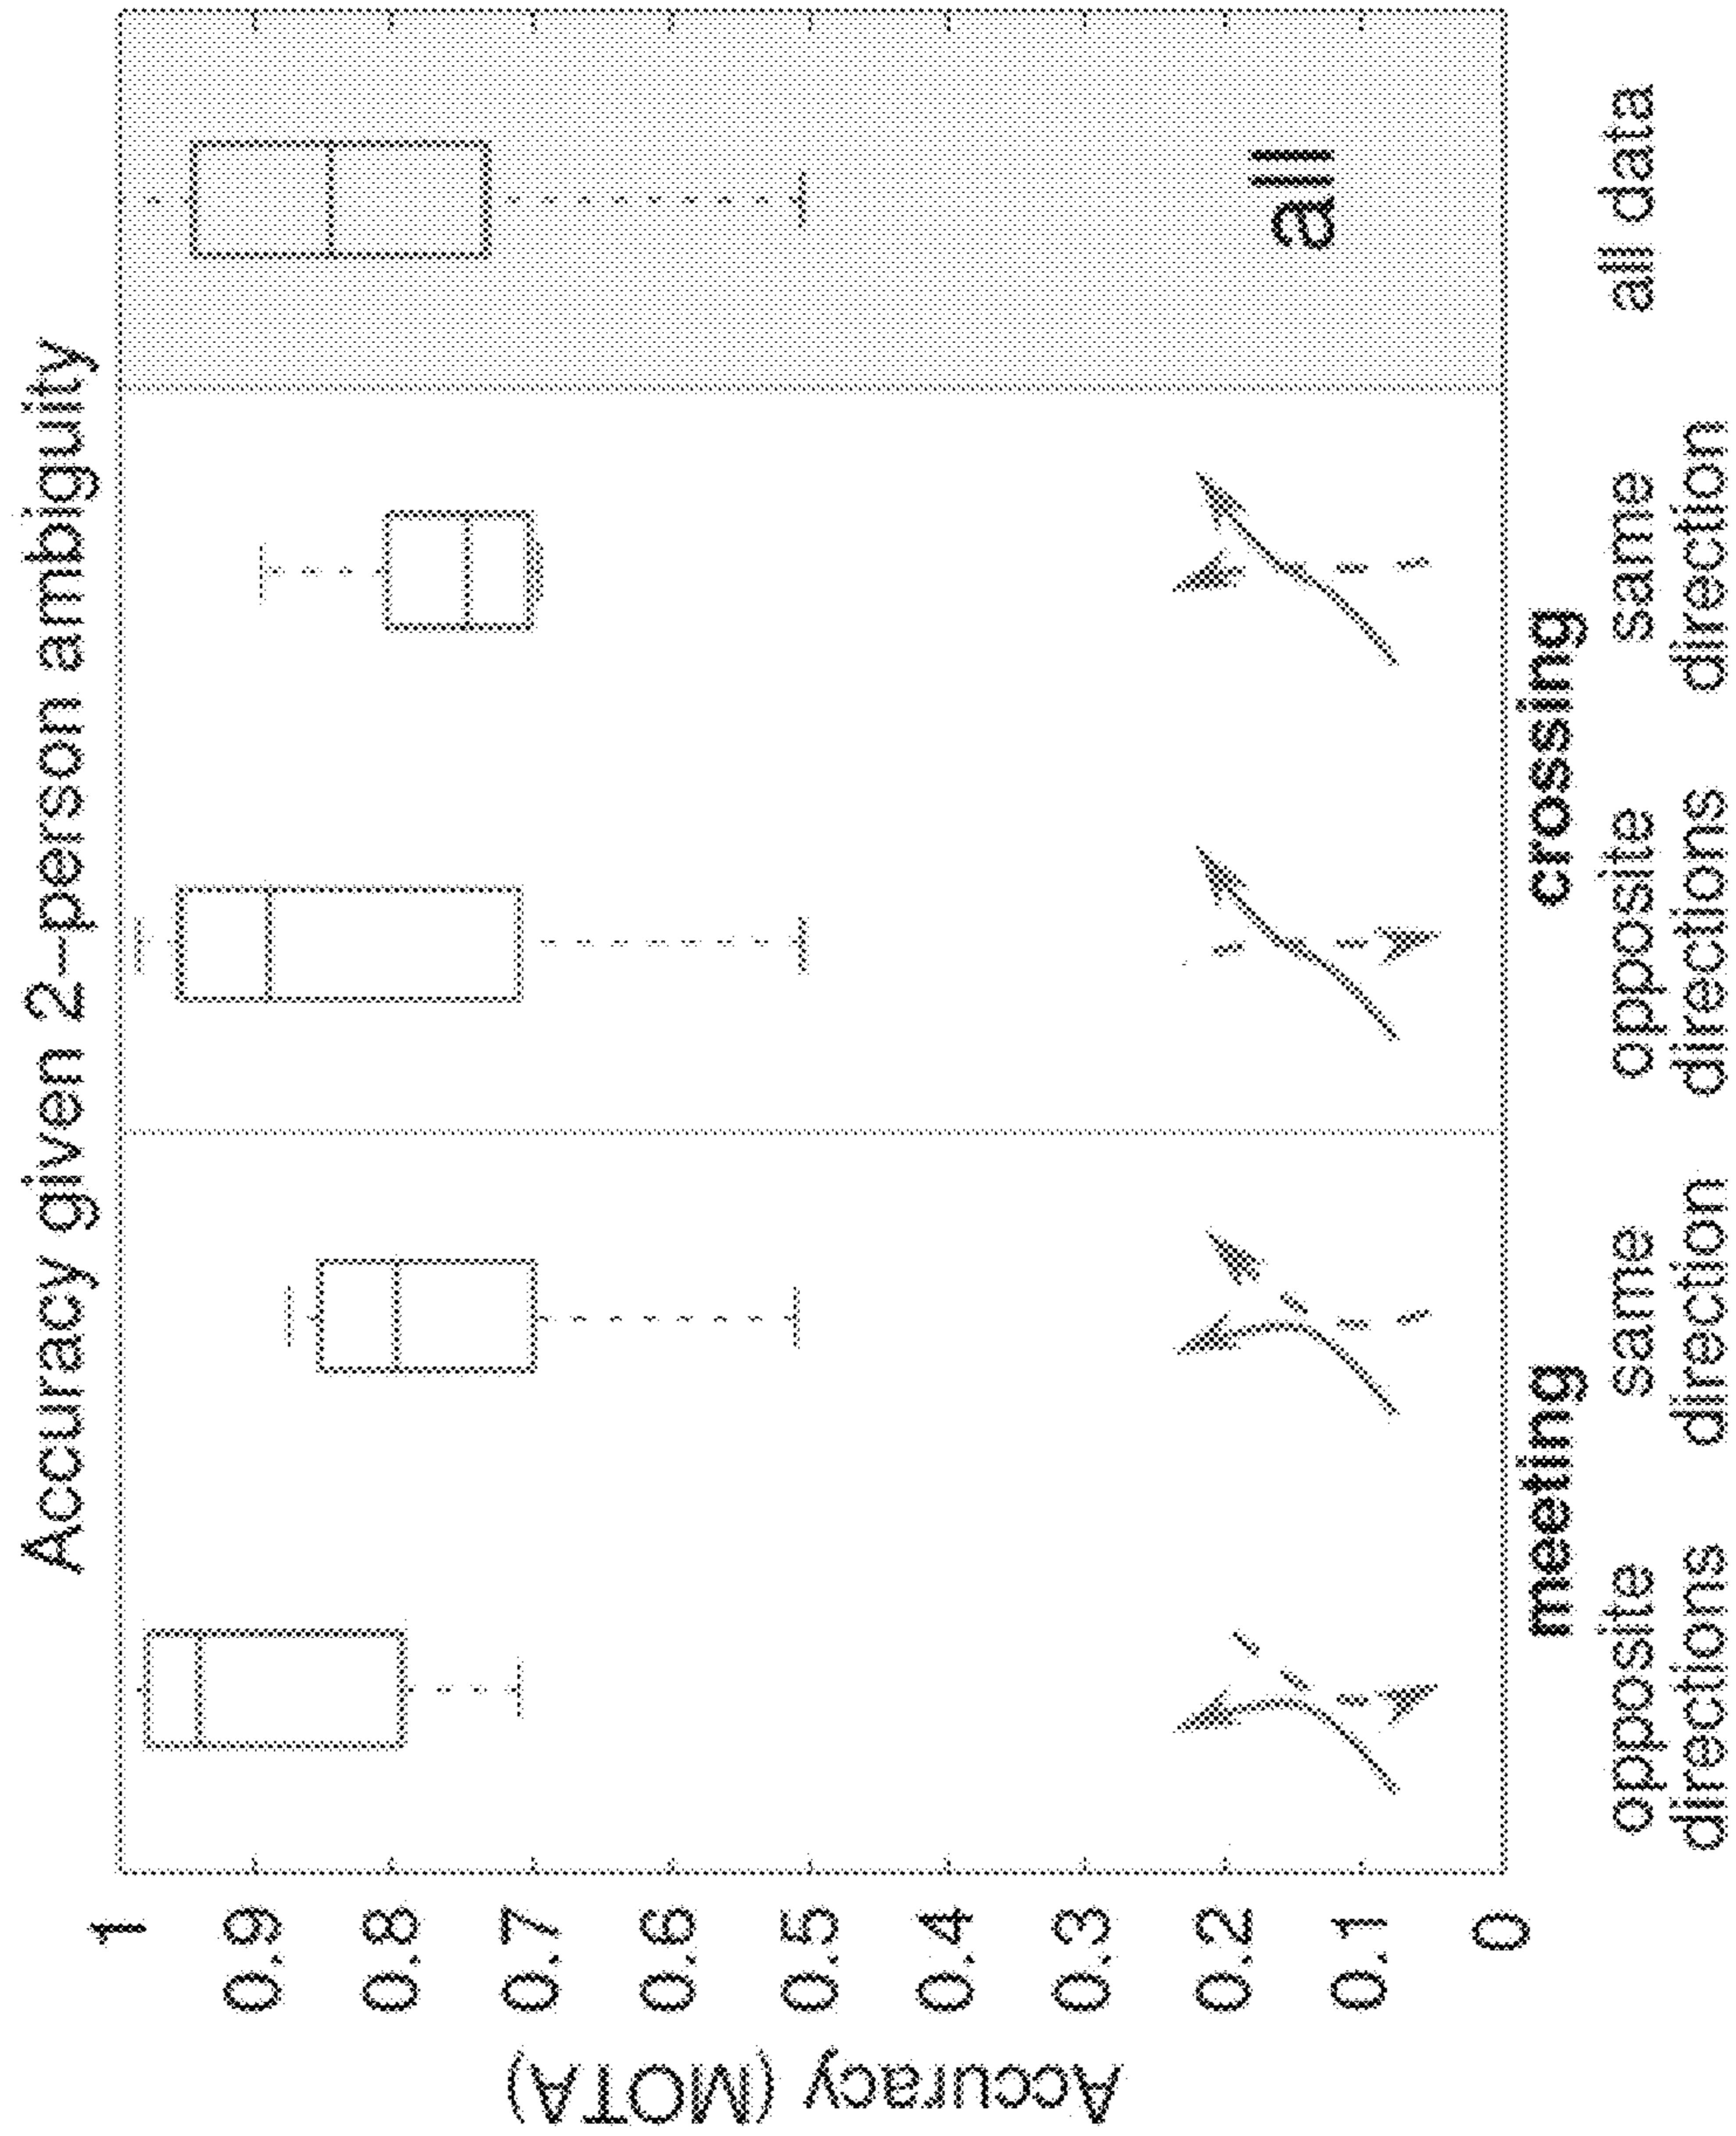 Accuracy given 2-person ambiguity
Accuracy (MOTA)
1
0.9
0.8
0.7
0.6
0.5
0.4
0.3
0.2
0.1
0
all
meeting
crossing
opposite
directions
same
direction
opposite
directions
same
direction
all data